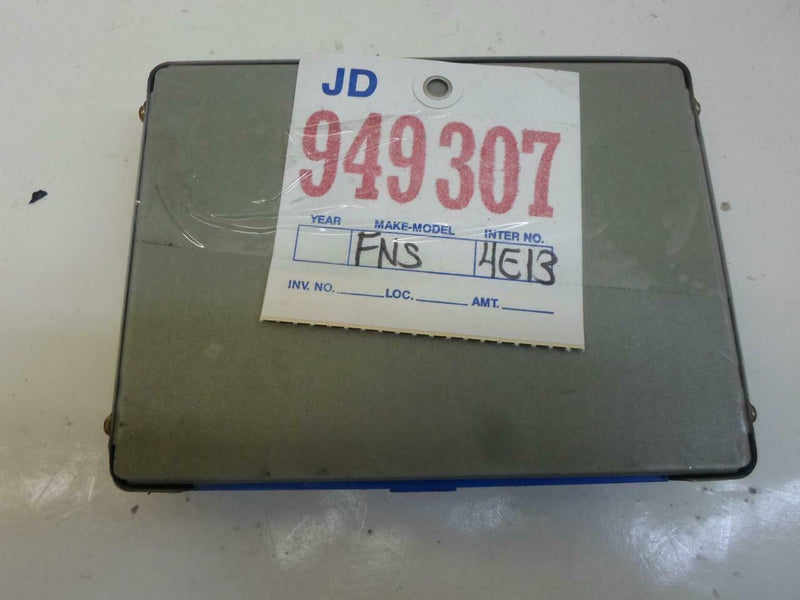 JD
949307
YEAR MAKE-MODEL INTER NO.
FNS 4E13
INV. NO. LOC. AMT.